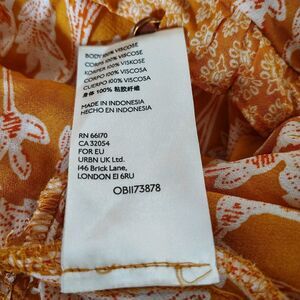 BODY 100% VISCOSE
CORPS 100% VISCOSE
KORPER 100% VISKOSE
CORPO 100% VISCOSA
CUERPO 100% VISCOSA
身体 100% 粘胶纤维
MADE IN INDONESIA
HECHO EN INDONESIA
RN 66170
CA 32054
FOR EU
URBN UK Ltd.
146 Brick Lane,
LONDON E1 6RU
OB1173878